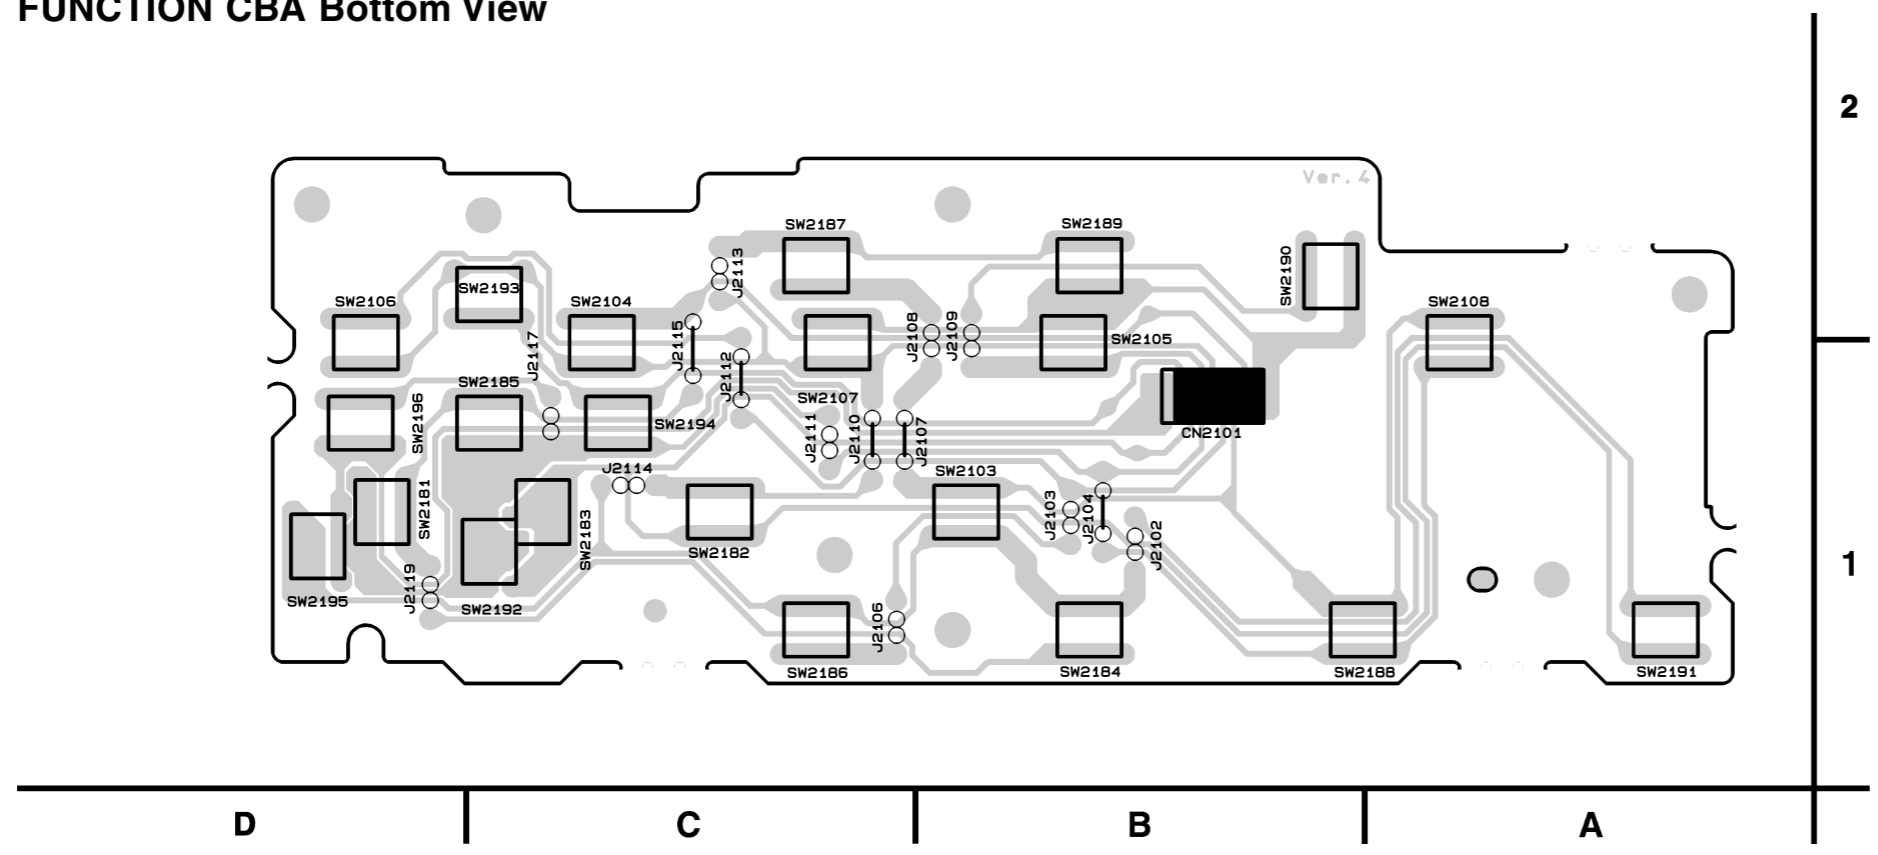 FUNCTION CBA Bottom View
2
Ver.4
SW2187
SW2189
SW2190
J2113
SW2193
SW2106
SW2104
SW2108
J2115
J2117
J2108
J2109
SW2105
J2112
SW2185
SW2107
CN2101
SW2196
SW2194
J2111
J2110
J2107
J2114
SW2103
SW2181
SW2183
SW2182
J2103
J2104
J2102
1
J2119
SW2195
SW2192
J2106
SW2186
SW2184
SW2188
SW2191
D
C
B
A